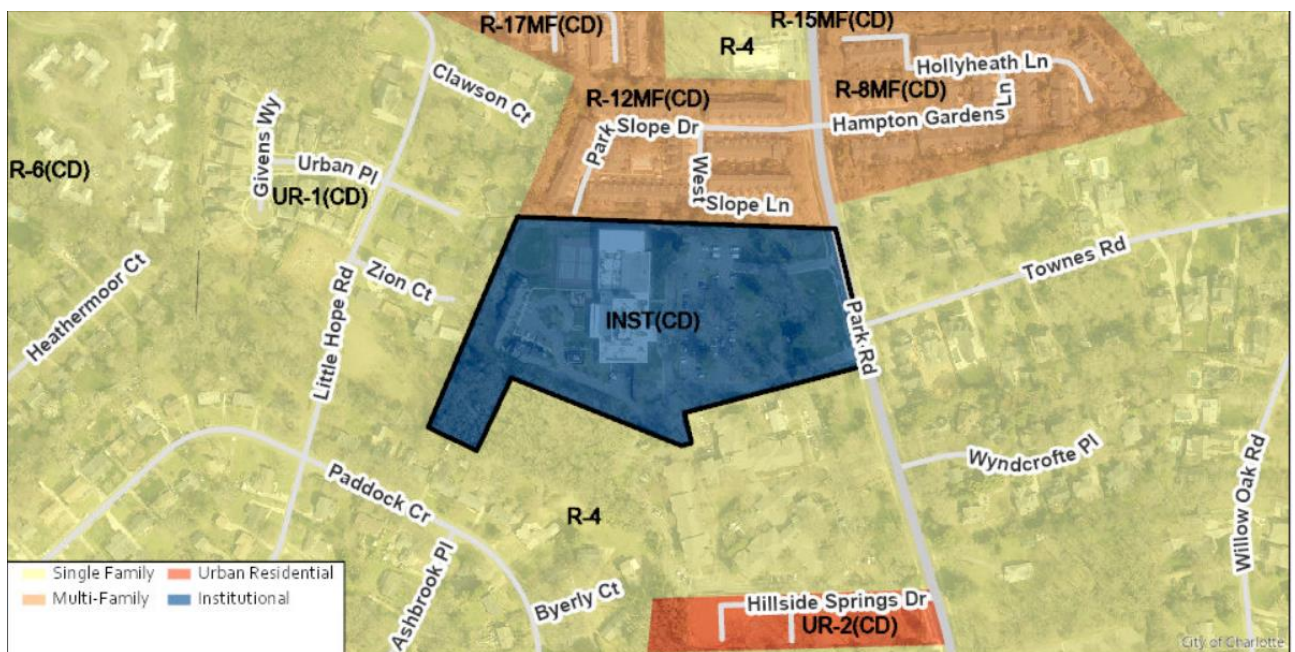 R-17MF(CD)
R-15MF(CD)
R-4
Clawson Ct
Hollyheath Ln
R-12MF(CD)
R-8MF(CD)
Givens Wy
Park Slope Dr
Hampton Gardens Ln
Urban Pl
R-6(CD)
UR-1(CD)
West Slope Ln
Townes Rd
Zion Ct
Heathermoor Ct
Little Hope Rd
INST(CD)
Park Rd
Wyndcrofte Pl
Willow Oak Rd
Paddock Cr
R-4
Single Family
Urban Residential
Multi-Family
Institutional
Ashbrook Pl
Byerly Ct
Hillside Springs Dr
UR-2(CD)
City of Charlotte